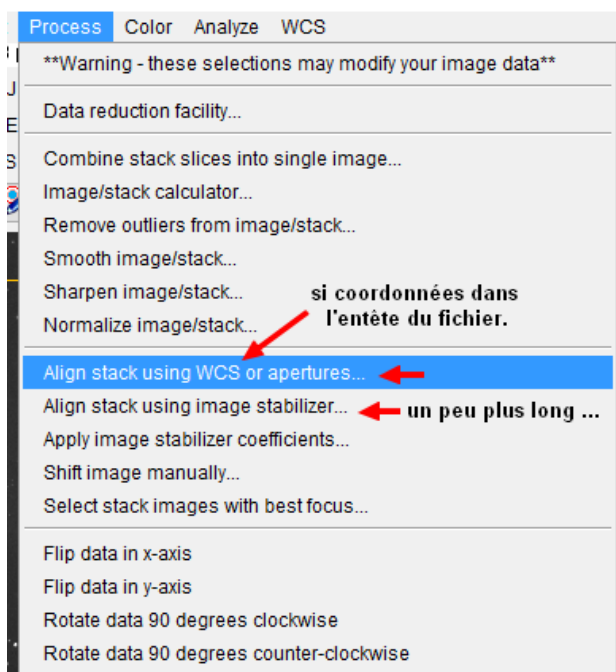 Process Color Analyze WCS
**Warning - these selections may modify your image data**
Data reduction facility...
Combine stack slices into single image...
Image/stack calculator...
Remove outliers from image/stack...
Smooth image/stack...
Sharpen image/stack...
si coordonnées dans
l'entête du fichier.
Normalize image/stack...
Align stack using WCS or apertures...
Align stack using image stabilizer...
un peu plus long ...
Apply image stabilizer coefficients...
Shift image manually...
Select stack images with best focus...
Flip data in x-axis
Flip data in y-axis
Rotate data 90 degrees clockwise
Rotate data 90 degrees counter-clockwise